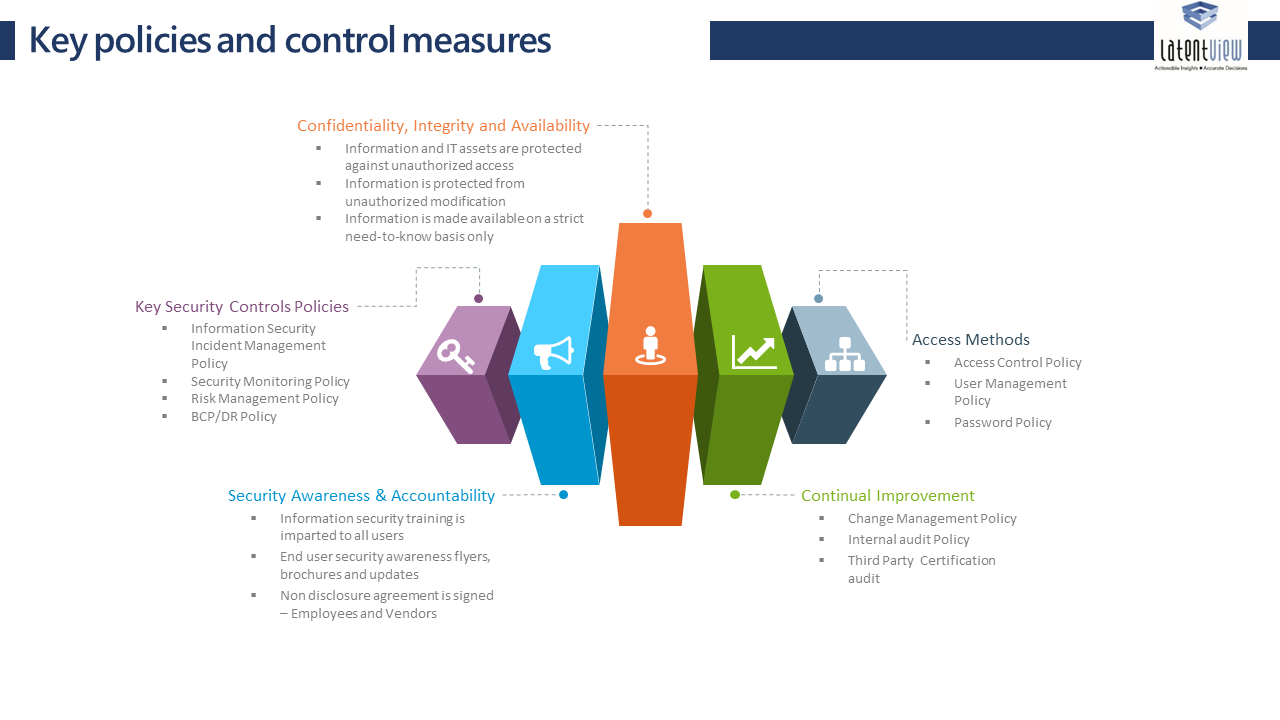 Key policies and control measures
LatentView
Actionable Insights • Accurate Decisions
Confidentiality, Integrity and Availability
▪ Information and IT assets are protected
against unauthorized access
▪ Information is protected from
unauthorized modification
▪ Information is made available on a strict
need-to-know basis only
Key Security Controls Policies
▪ Information Security
Incident Management
Policy
▪ Security Monitoring Policy
▪ Risk Management Policy
▪ BCP/DR Policy
Access Methods
▪ Access Control Policy
▪ User Management
Policy
▪ Password Policy
Security Awareness & Accountability
▪ Information security training is
imparted to all users
▪ End user security awareness flyers,
brochures and updates
▪ Non disclosure agreement is signed
– Employees and Vendors
Continual Improvement
▪ Change Management Policy
▪ Internal audit Policy
▪ Third Party Certification
audit